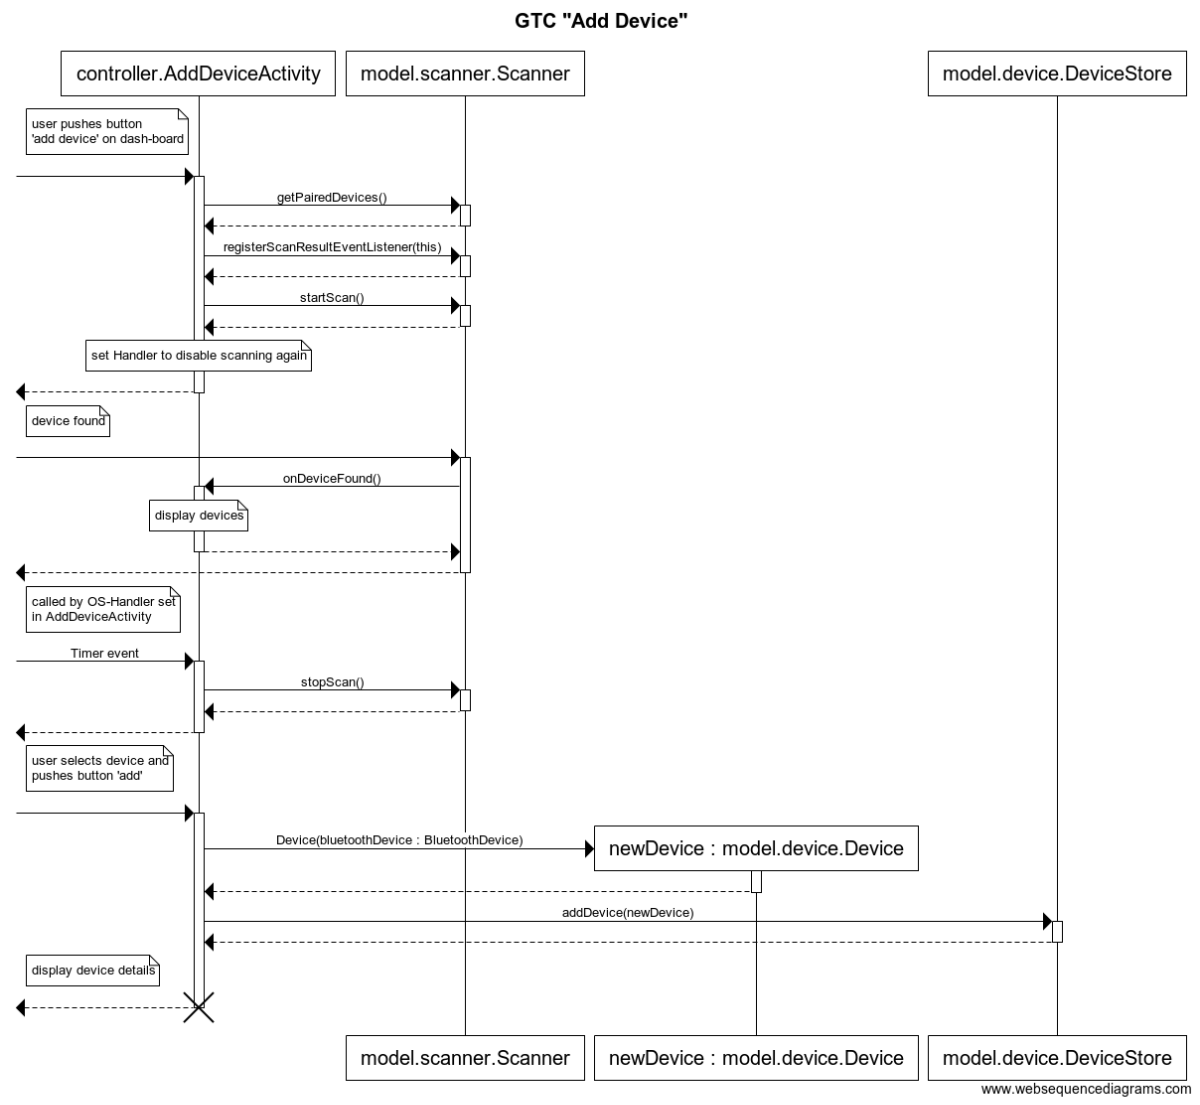 GTC "Add Device"
controller.AddDeviceActivity
model.scanner.Scanner
model.device.DeviceStore
user pushes button
'add device' on dash-board
getPairedDevices()
registerScanResultEventListener(this)
startScan()
set Handler to disable scanning again
device found
onDeviceFound()
display devices
called by OS-Handler set
in AddDeviceActivity
Timer event
stopScan()
user selects device and
pushes button 'add'
Device(bluetoothDevice : BluetoothDevice)
newDevice : model.device.Device
addDevice(newDevice)
display device details
model.scanner.Scanner
newDevice : model.device.Device
model.device.DeviceStore
www.websequencediagrams.com